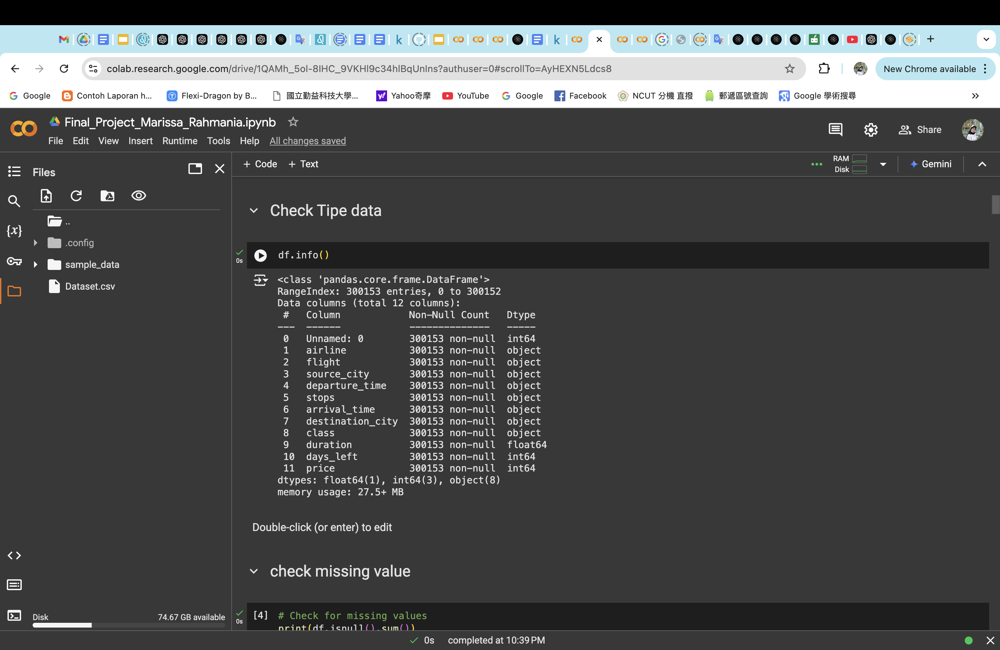 colab.research.google.com/drive/1QAMh_5ol-8IHC_9VKHl9c34hlBqUnIns?authuser=0#scrollTo=AyHEXN5Ldcs8
New Chrome available
Google
Contoh Laporan h...
Flexi-Dragon by B...
國立勤益科技大學...
Yahoo奇摩
YouTube
Google
Facebook
NCUT 分機 直撥
郵遞區號查詢
Google 學術搜尋
Final_Project_Marissa_Rahmania.ipynb
File Edit View Insert Runtime Tools Help All changes saved
Share
Files
+ Code + Text
RAM
Disk
Gemini
..
.config
sample_data
Dataset.csv
Disk 74.67 GB available
Check Tipe data
0s
df.info()
<class 'pandas.core.frame.DataFrame'>
RangeIndex: 300153 entries, 0 to 300152
Data columns (total 12 columns):
# Column Non-Null Count Dtype
--- ------ -------------- -----
0 Unnamed: 0 300153 non-null int64
1 airline 300153 non-null object
2 flight 300153 non-null object
3 source_city 300153 non-null object
4 departure_time 300153 non-null object
5 stops 300153 non-null object
6 arrival_time 300153 non-null object
7 destination_city 300153 non-null object
8 class 300153 non-null object
9 duration 300153 non-null float64
10 days_left 300153 non-null int64
11 price 300153 non-null int64
dtypes: float64(1), int64(3), object(8)
memory usage: 27.5+ MB
Double-click (or enter) to edit
check missing value
0s
[4] # Check for missing values
print(df.isnull().sum())
0s completed at 10:39 PM